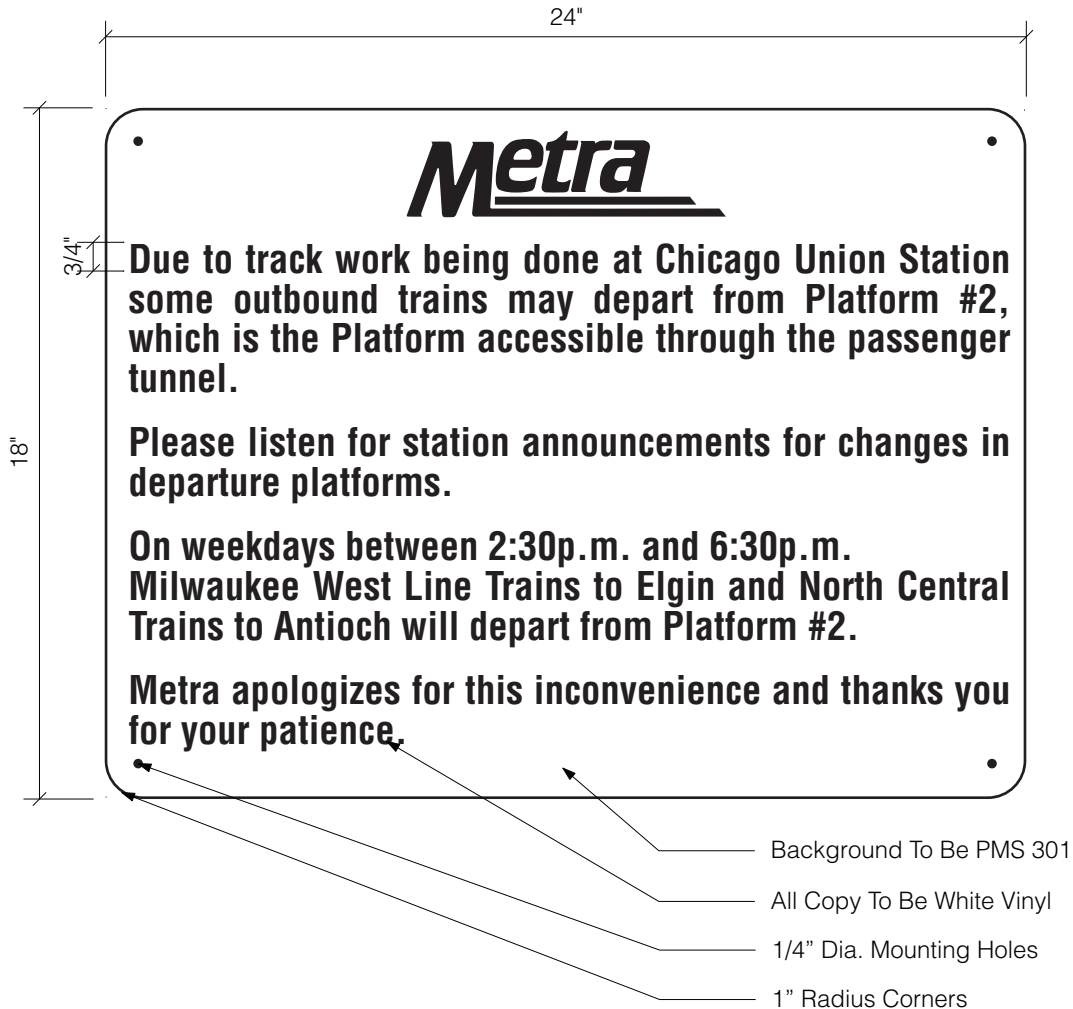 24"
Metra
3/4"
Due to track work being done at Chicago Union Station
some outbound trains may depart from Platform #2,
which is the Platform accessible through the passenger
tunnel.
18"
Please listen for station announcements for changes in
departure platforms.
On weekdays between 2:30p.m. and 6:30p.m.
Milwaukee West Line Trains to Elgin and North Central
Trains to Antioch will depart from Platform #2.
Metra apologizes for this inconvenience and thanks you
for your patience.
Background To Be PMS 301
All Copy To Be White Vinyl
1/4” Dia. Mounting Holes
1” Radius Corners